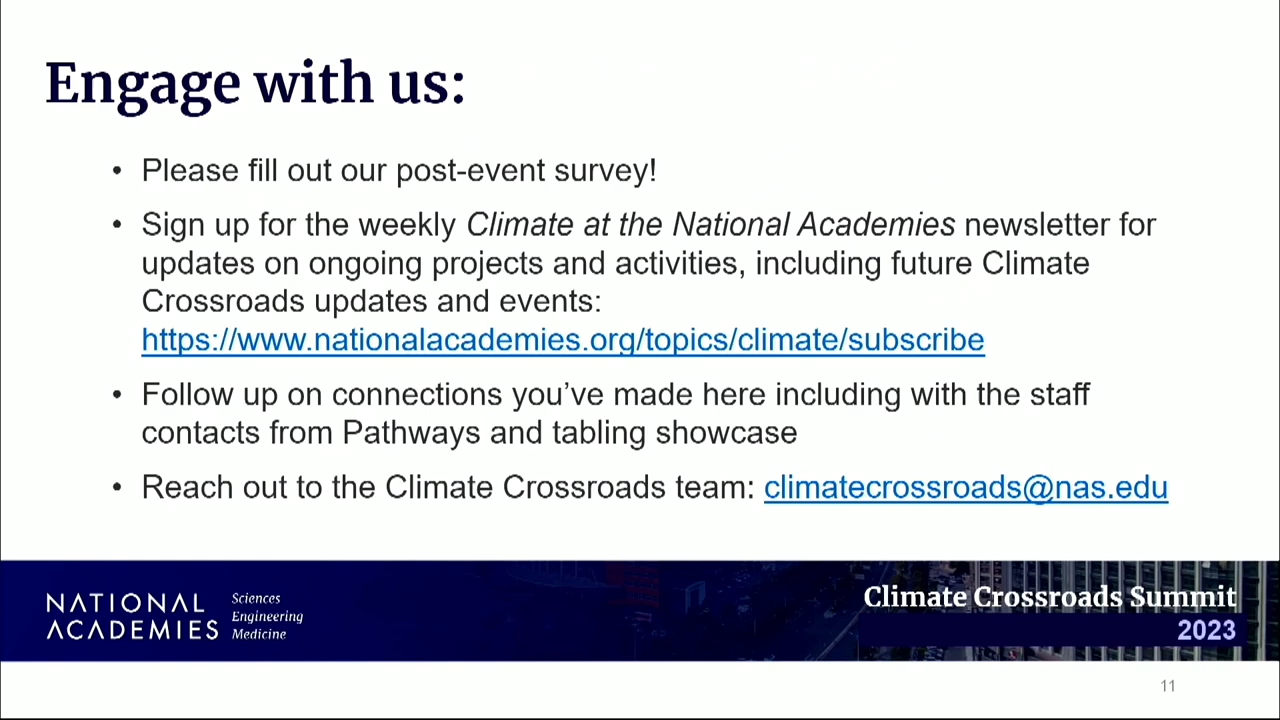 Engage with us:
• Please fill out our post-event survey!
• Sign up for the weekly Climate at the National Academies newsletter for
updates on ongoing projects and activities, including future Climate
Crossroads updates and events:
https://www.nationalacademies.org/topics/climate/subscribe
• Follow up on connections you’ve made here including with the staff
contacts from Pathways and tabling showcase
• Reach out to the Climate Crossroads team: climatecrossroads@nas.edu
NATIONAL
ACADEMIES
Sciences
Engineering
Medicine
Climate Crossroads Summit
2023
11